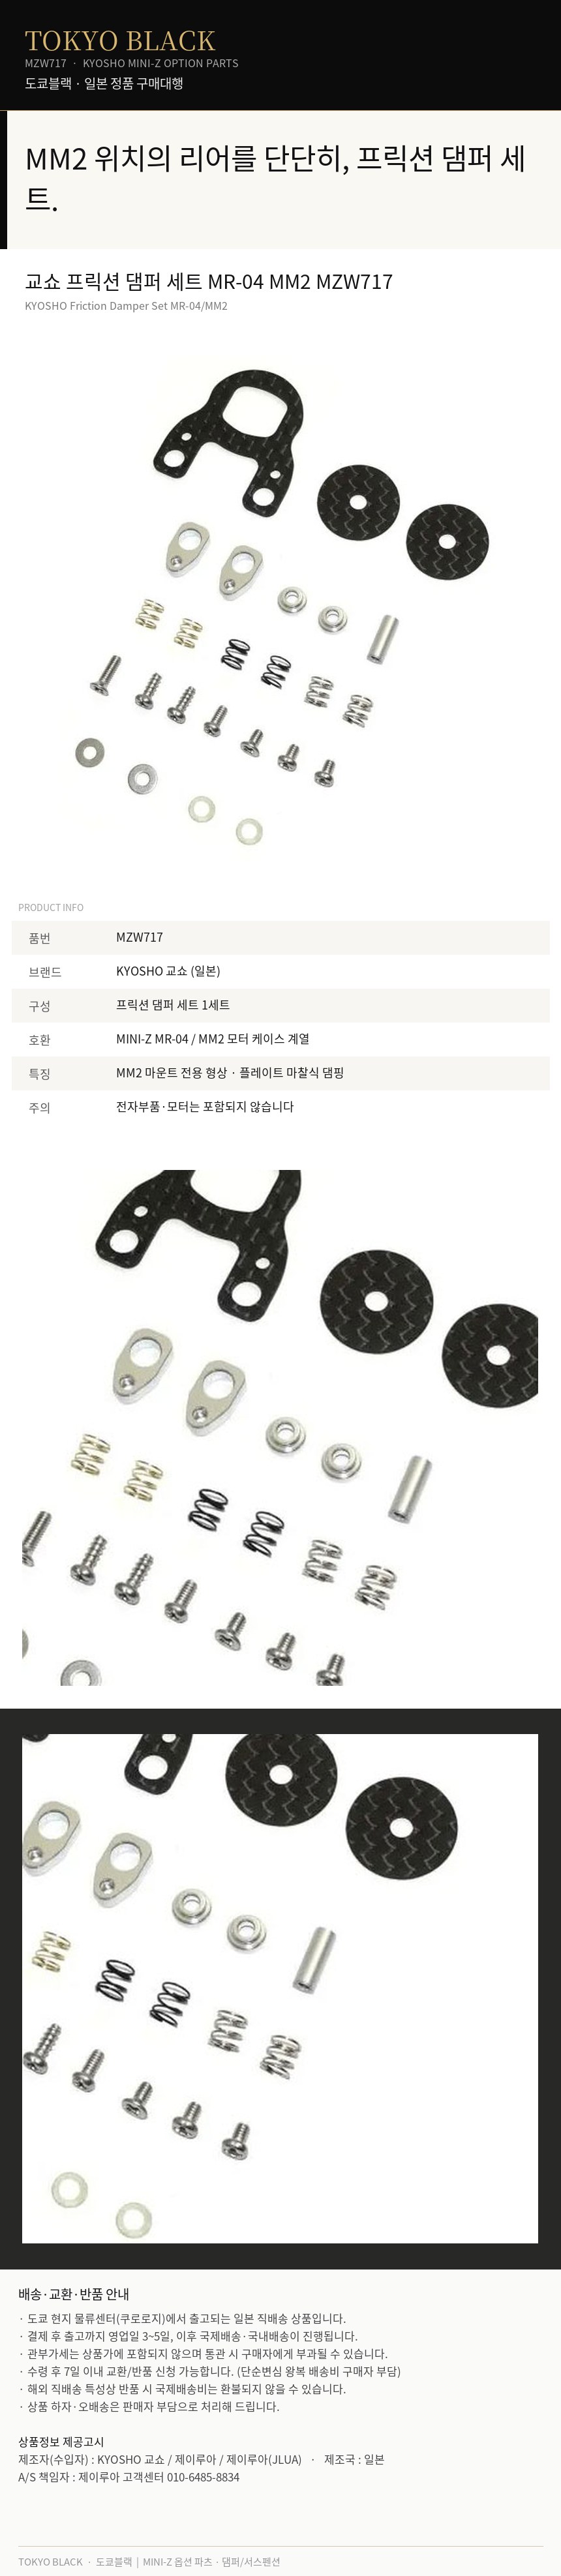 TOKYO BLACK
MZW717 · KYOSHO MINI-Z OPTION PARTS
도쿄블랙 · 일본 정품 구매대행
MM2 위치의 리어를 단단히, 프릭션 댐퍼 세
트.
교쇼 프릭션 댐퍼 세트 MR-04 MM2 MZW717
KYOSHO Friction Damper Set MR-04/MM2
PRODUCT INFO
품번 MZW717
브랜드 KYOSHO 교쇼 (일본)
구성 프릭션 댐퍼 세트 1세트
호환 MINI-Z MR-04 / MM2 모터 케이스 계열
특징 MM2 마운트 전용 형상 · 플레이트 마찰식 댐핑
주의 전자부품·모터는 포함되지 않습니다
배송·교환·반품 안내
· 도쿄 현지 물류센터(쿠로로지)에서 출고되는 일본 직배송 상품입니다.
· 결제 후 출고까지 영업일 3~5일, 이후 국제배송·국내배송이 진행됩니다.
· 관부가세는 상품가에 포함되지 않으며 통관 시 구매자에게 부과될 수 있습니다.
· 수령 후 7일 이내 교환/반품 신청 가능합니다. (단순변심 왕복 배송비 구매자 부담)
· 해외 직배송 특성상 반품 시 국제배송비는 환불되지 않을 수 있습니다.
· 상품 하자·오배송은 판매자 부담으로 처리해 드립니다.
상품정보 제공고시
제조자(수입자) : KYOSHO 교쇼 / 제이루아 / 제이루아(JLUA) · 제조국 : 일본
A/S 책임자 : 제이루아 고객센터 010-6485-8834
TOKYO BLACK · 도쿄블랙 | MINI-Z 옵션 파츠 · 댐퍼/서스펜션